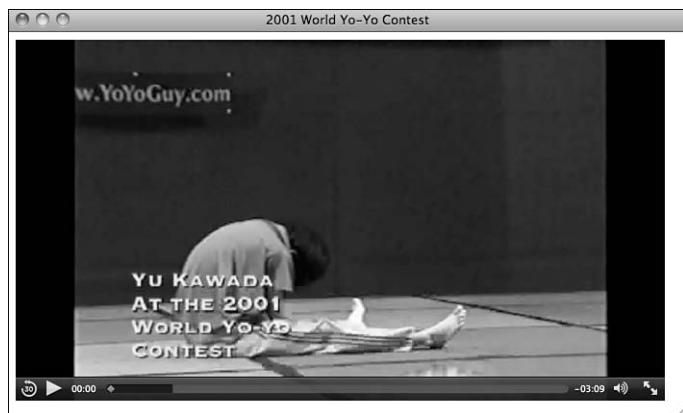 2001 World Yo-Yo Contest
w.YoYoGuy.com
YU KAWADA
AT THE 2001
WORLD YO-YO
CONTEST
30
00:00
-03:09